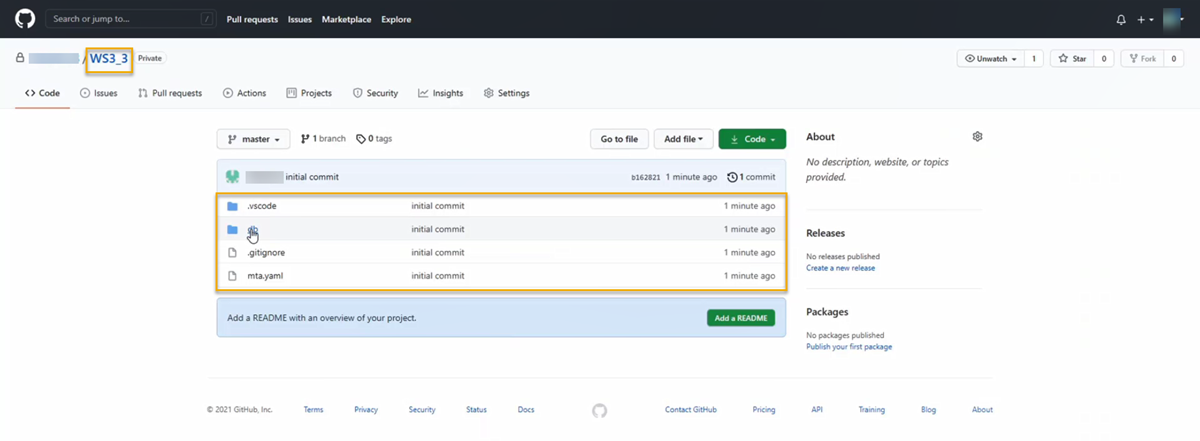 Search or jump to... / Pull requests Issues Marketplace Explore
/ WS3_3 Private Unwatch 1 Star 0 Fork 0
Code Issues Pull requests Actions Projects Security Insights Settings
master 1 branch 0 tags Go to file Add file Code
initial commit b162821 1 minute ago 1 commit
.vscode initial commit 1 minute ago
initial commit 1 minute ago
.gitignore initial commit 1 minute ago
mta.yaml initial commit 1 minute ago
Add a README with an overview of your project. Add a README
About
No description, website, or topics
provided.
Releases
No releases published
Create a new release
Packages
No packages published
Publish your first package
© 2021 GitHub, Inc. Terms Privacy Security Status Docs Contact GitHub Pricing API Training Blog About